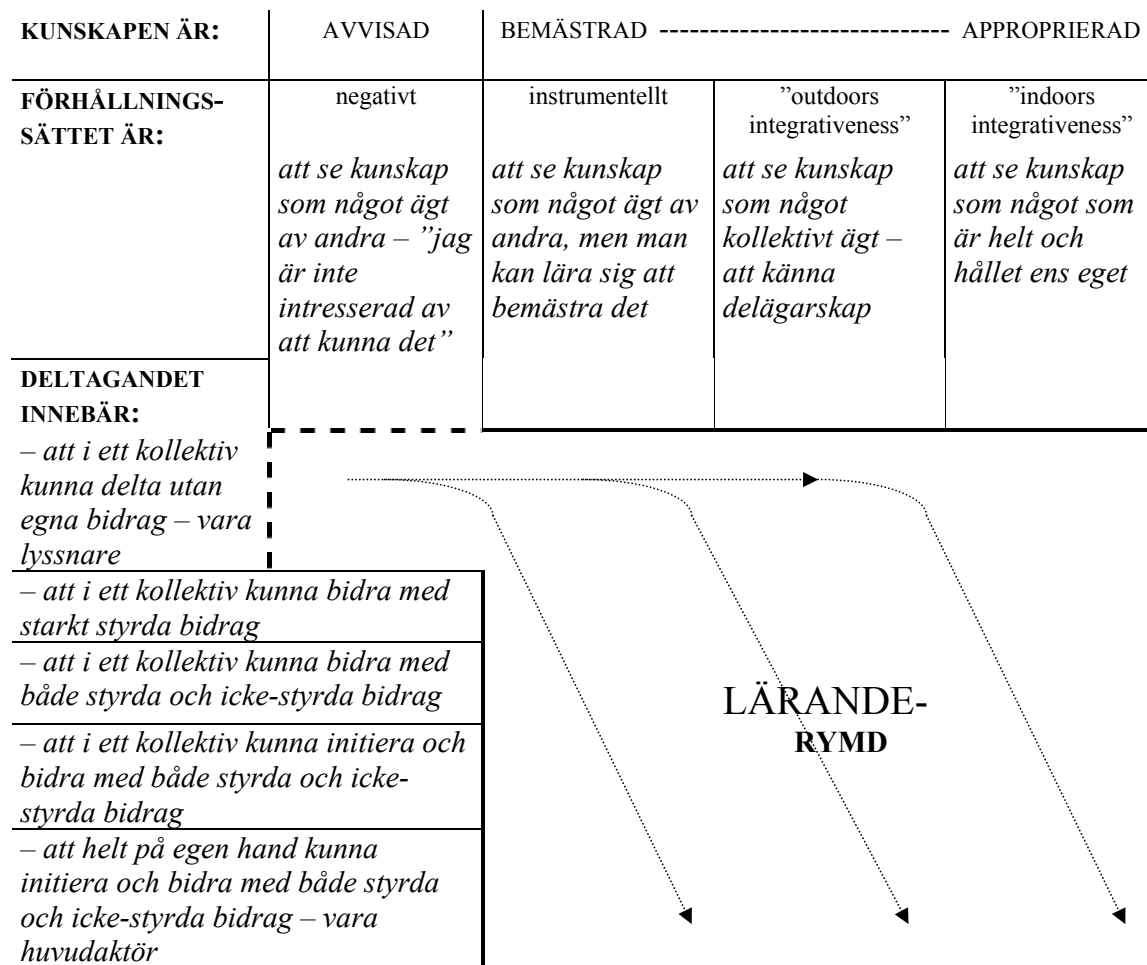 KUNSKAPEN ÄR:
AVVISAD
BEMÄSTRAD ---------------------------- APPROPRIERAD
FÖRHÅLLNINGS-
SÄTTET ÄR:
negativt
att se kunskap
som något ägt
av andra – ”jag
är inte
intresserad av
att kunna det”
instrumentellt
att se kunskap
som något ägt av
andra, men man
kan lära sig att
bemästra det
”outdoors
integrativeness”
att se kunskap
som något
kollektivt ägt –
att känna
delägarskap
”indoors
integrativeness”
att se kunskap
som något som
är helt och
hållet ens eget
DELTAGANDET
INNEBÄR:
– att i ett kollektiv
kunna delta utan
egna bidrag – vara
lyssnare
– att i ett kollektiv kunna bidra med
starkt styrda bidrag
– att i ett kollektiv kunna bidra med
både styrda och icke-styrda bidrag
– att i ett kollektiv kunna initiera och
bidra med både styrda och icke-
styrda bidrag
– att helt på egen hand kunna
initiera och bidra med både styrda
och icke-styrda bidrag – vara
huvudaktör
LÄRANDE-
RYMD